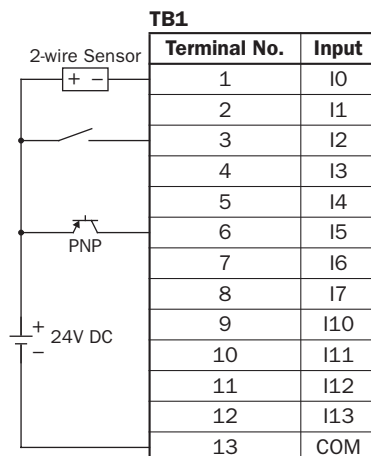 TB1
Terminal No. Input
2-wire Sensor
+ − 1 I0
2 I1
3 I2
4 I3
5 I4
6 I5
PNP
7 I6
8 I7
9 I10
+
24V DC
−
10 I11
11 I12
12 I13
13 COM